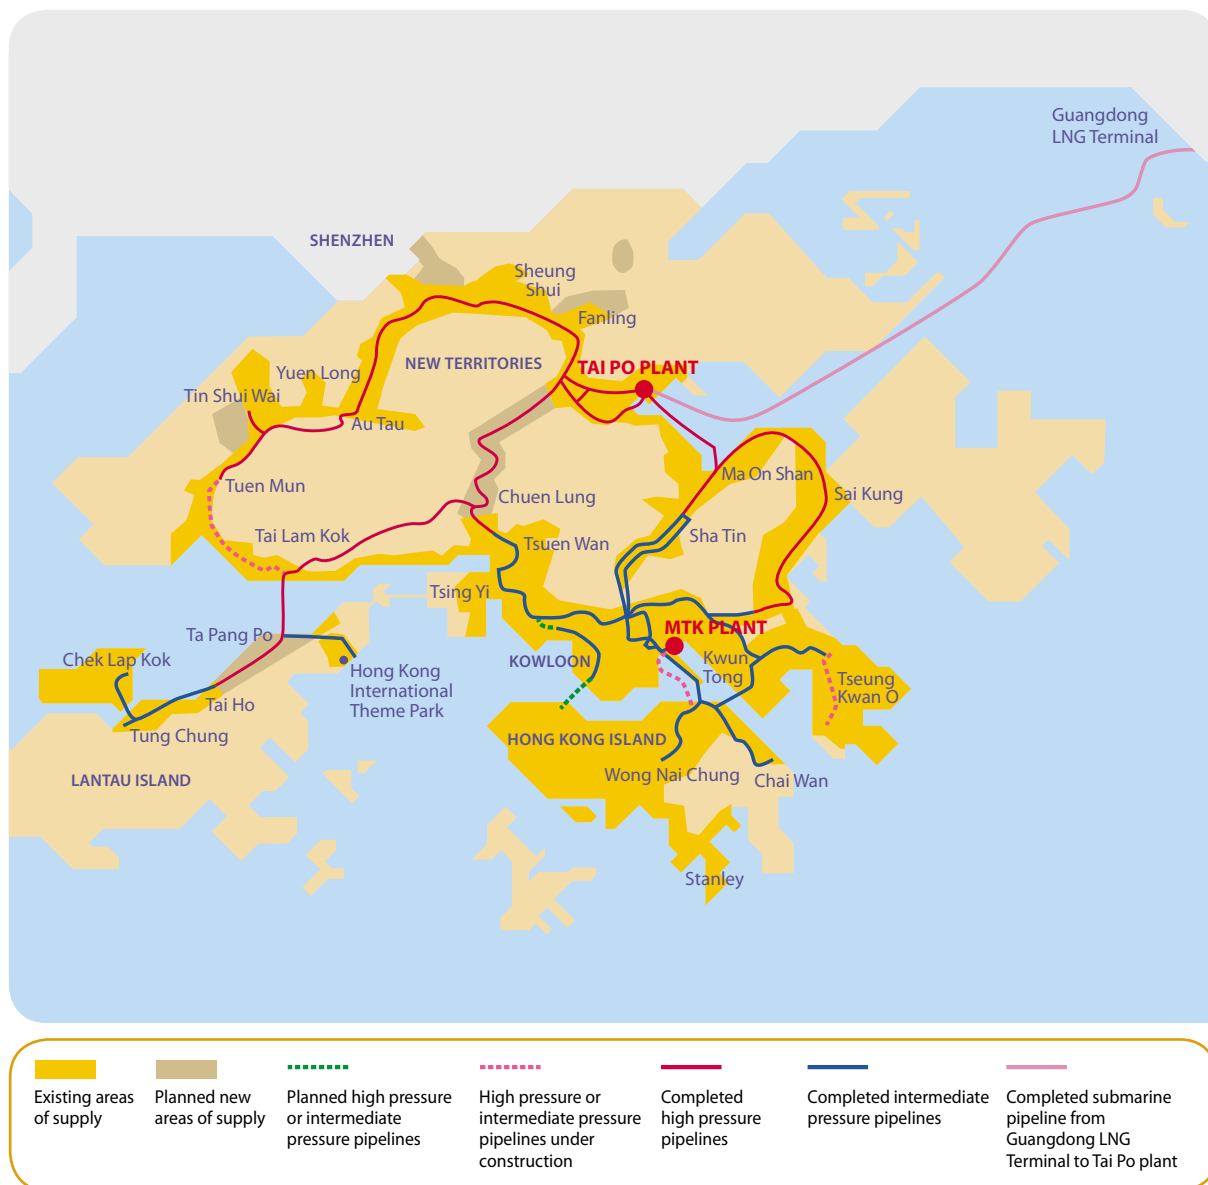 Guangdong
LNG Terminal
SHENZHEN
Sheung
Shui
Fanling
NEW TERRITORIES
TAI PO PLANT
Yuen Long
Tin Shui Wai
Au Tau
Ma On Shan
Tuen Mun
Chuen Lung
Sai Kung
Tai Lam Kok
Tsuen Wan
Sha Tin
Tsing Yi
Ta Pang Po
MTK PLANT
Chek Lap Kok
KOWLOON
Kwun
Tong
Hong Kong
International
Theme Park
Tseung
Kwan O
Tai Ho
Tung Chung
HONG KONG ISLAND
LANTAU ISLAND
Wong Nai Chung
Chai Wan
Stanley
Existing areas
of supply
Planned new
areas of supply
Planned high pressure
or intermediate
pressure pipelines
High pressure or
intermediate pressure
pipelines under
construction
Completed
high pressure
pipelines
Completed intermediate
pressure pipelines
Completed submarine
pipeline from
Guangdong LNG
Terminal to Tai Po plant